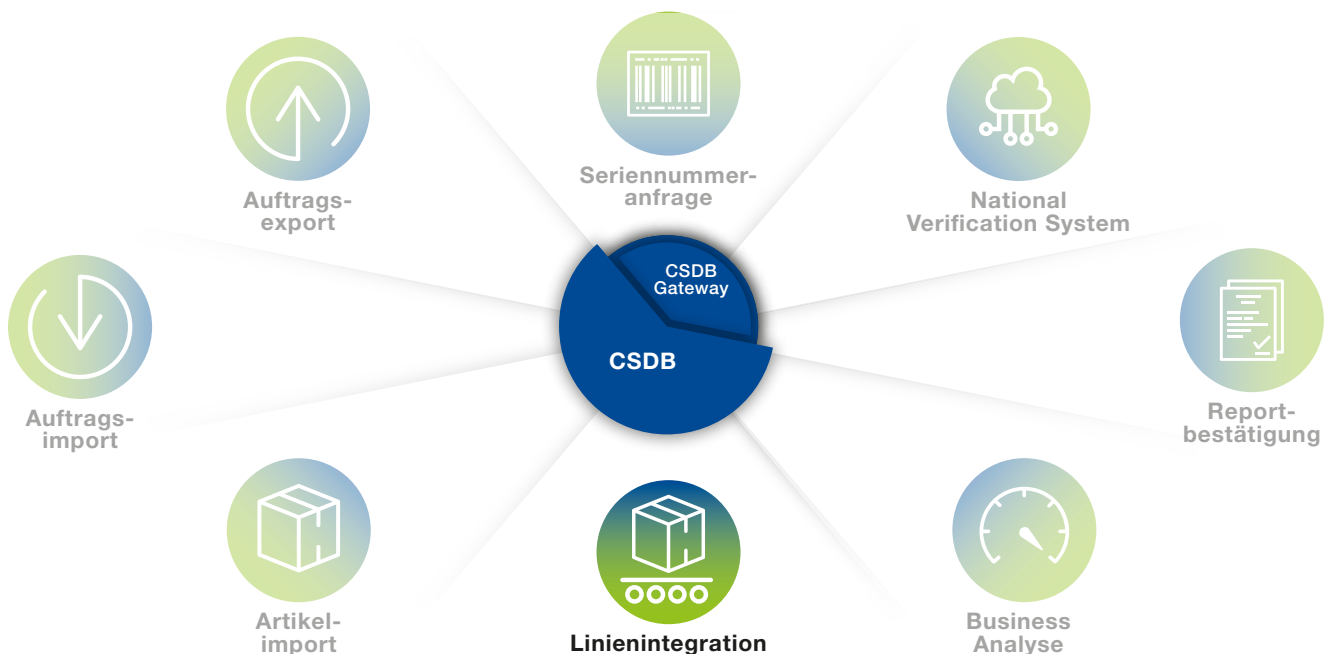 Seriennummer-
anfrage
Auftrags-
export
National
Verification System
CSDB
Gateway
CSDB
Auftrags-
import
Report-
bestätigung
Artikel-
import
Linienintegration
Business
Analyse